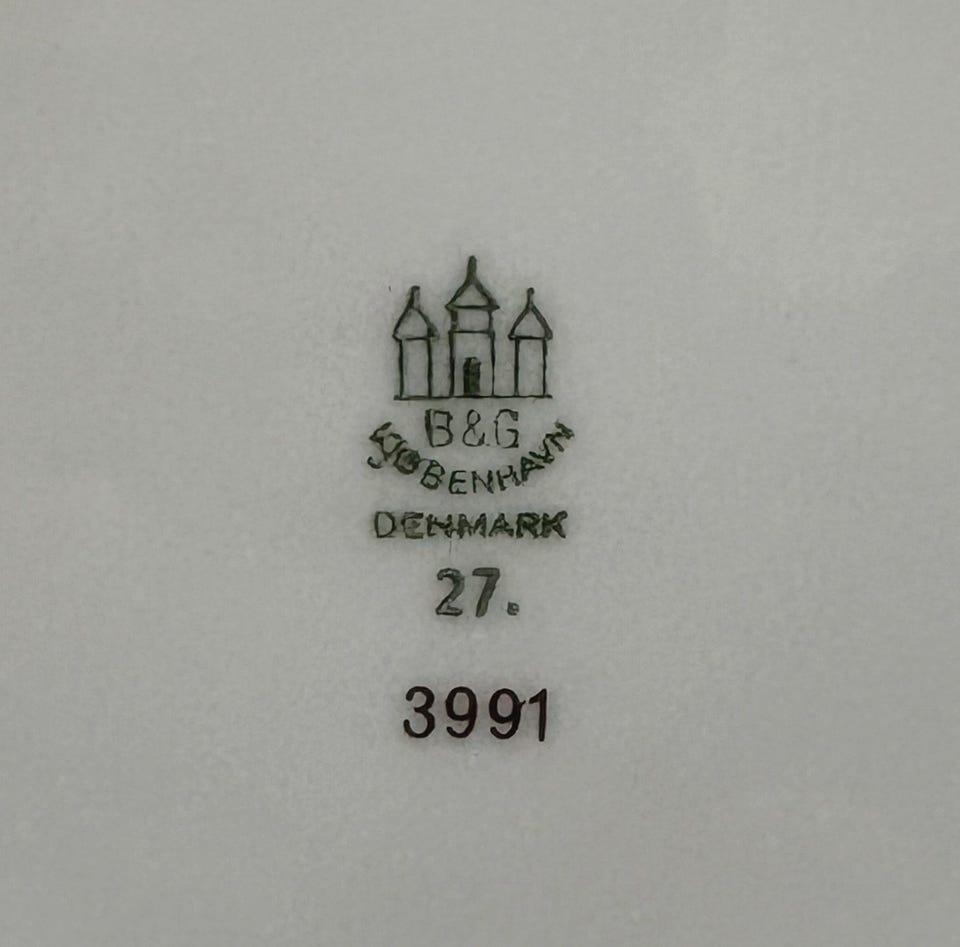 B&G
KJØBENHAVN
DENMARK
27.
3991